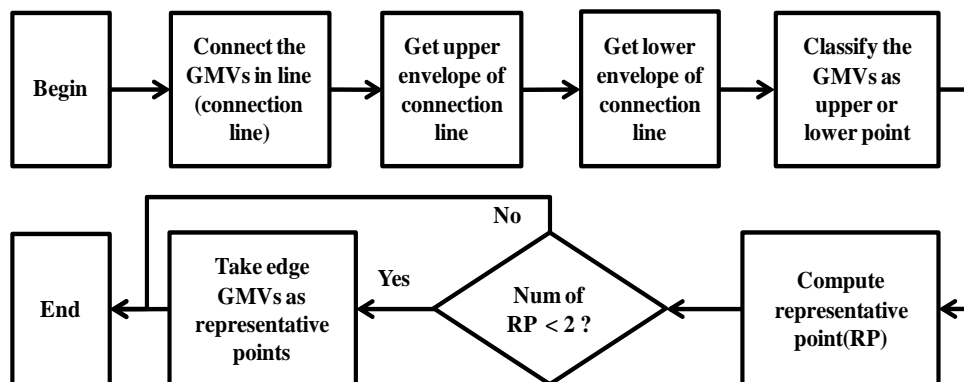 Begin
Connect the
GMVs in line
(connection
line)
Get upper
envelope of
connection
line
Get lower
envelope of
connection
line
Classify the
GMVs as
upper or
lower point
No
End
Take edge
GMVs as
representative
points
Yes
Num of
RP < 2 ?
Compute
representative
point(RP)